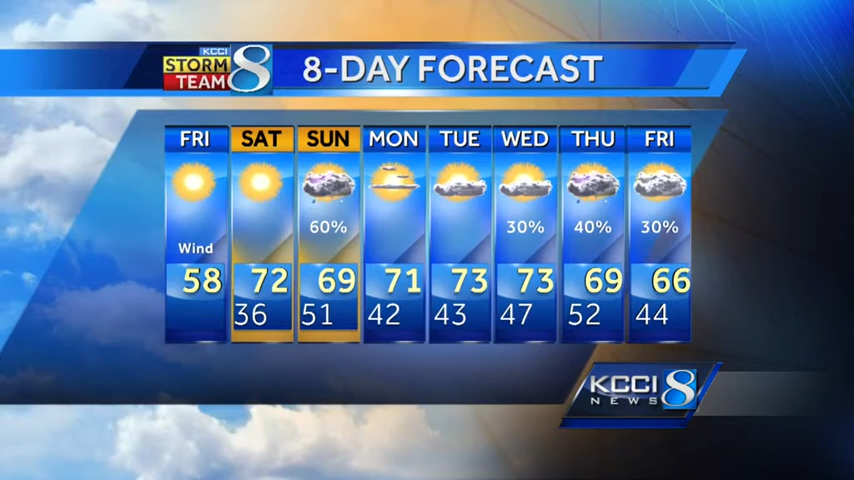 KCCI
STORM
TEAM 8
8-DAY FORECAST
FRI SAT SUN MON TUE WED THU FRI
60% 30% 40% 30%
Wind
58 72 69 71 73 73 69 66
36 51 42 43 47 52 44
KCCI 8
NEWS